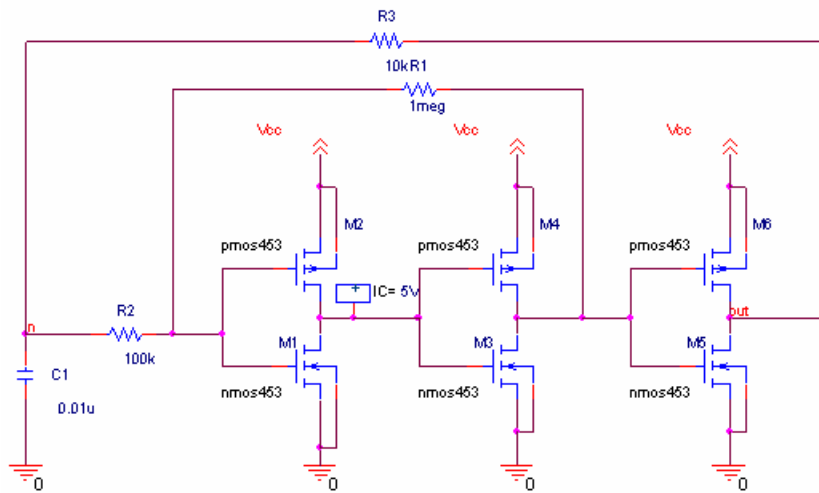 R3
10k
R1
1meg
Vcc
Vcc
Vcc
M2
M4
M6
pmos453
pmos453
pmos453
+
IC= 5V
n
R2
out
100k
M1
M3
M5
C1
nmos453
nmos453
nmos453
0.01u
0
0
0
0